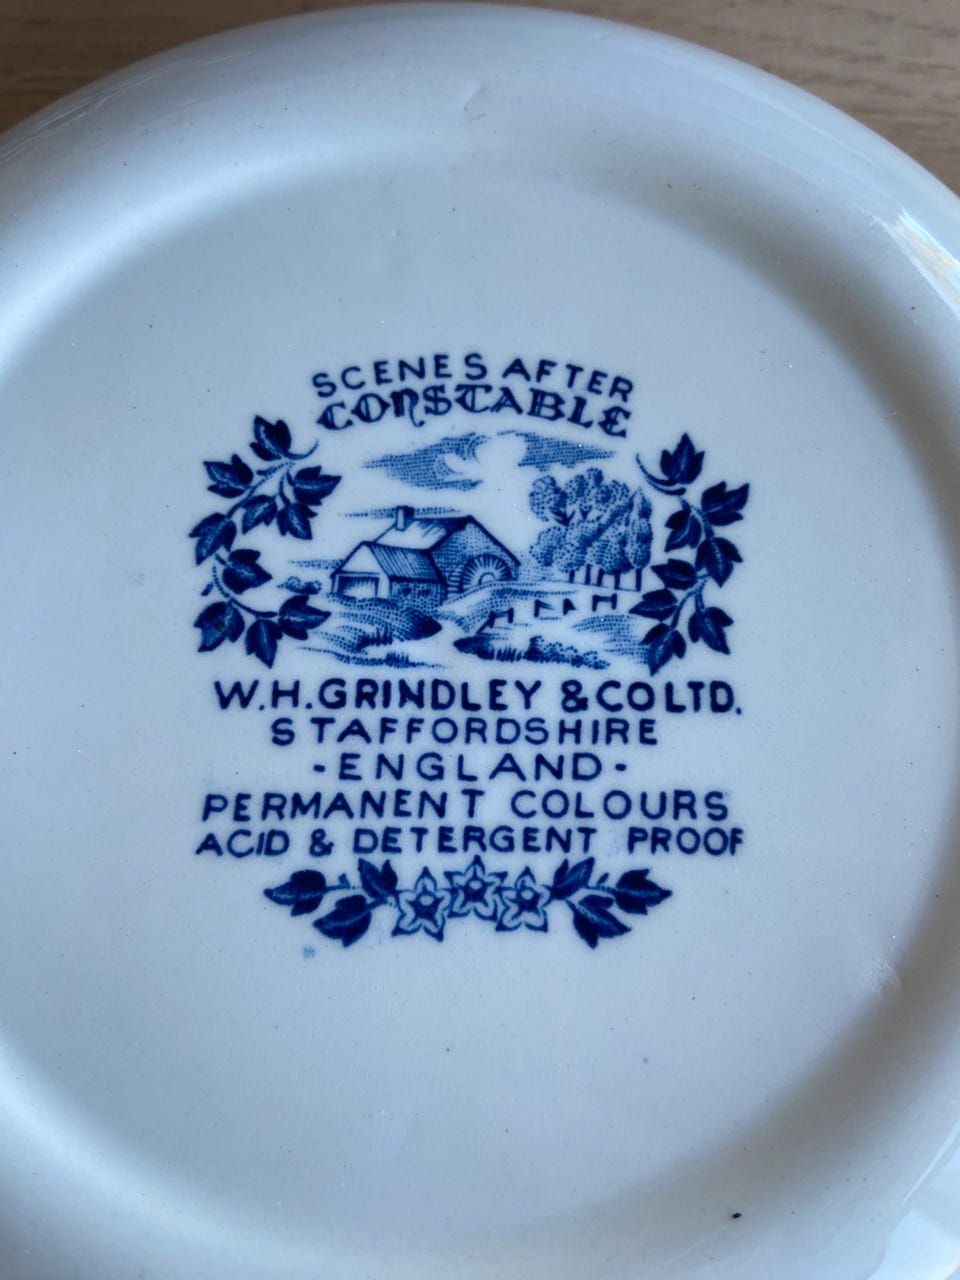 SCENES AFTER
CONSTABLE
W.H.GRINDLEY & CO LTD.
STAFFORDSHIRE
-ENGLAND-
PERMANENT COLOURS
ACID & DETERGENT PROOF